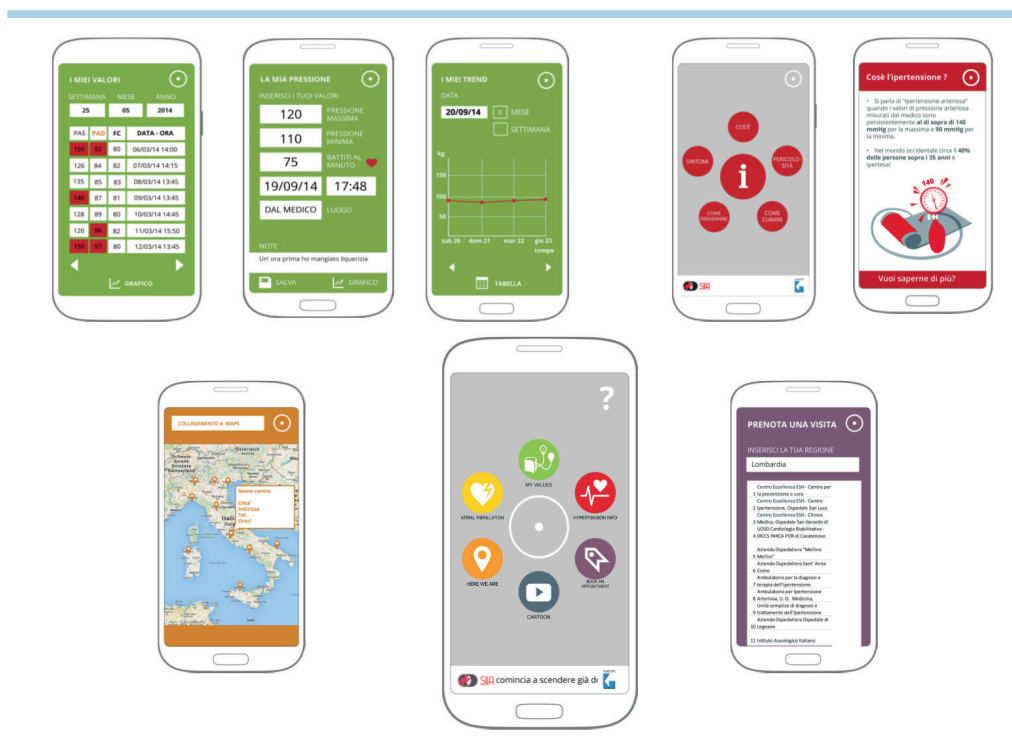 I MIEI VALORI
SETTIMANA MESE ANNO
25 05 2014
PAS PAD FC DATA - ORA
150 92 80 06/03/14 14:00
126 84 82 07/03/14 14:15
135 85 83 08/03/14 13:45
140 87 81 09/03/14 13:45
128 89 80 10/03/14 14:45
120 96 82 11/03/14 15:50
150 97 80 12/03/14 13:45
GRAFICO
LA MIA PRESSIONE
INSERISCI I TUOI VALORI
120 PRESSIONE MASSIMA
110 PRESSIONE MINIMA
75 BATTITI AL MINUTO
19/09/14 17:48
DAL MEDICO LUOGO
NOTE
Un' ora prima ho mangiato liquerizia
SALVA GRAFICO
I MIEI TREND
DATA
20/09/14 X MESE
SETTIMANA
kg
150
100
50
sab 20 dom 21 mar 22 gio 23
tempo
TABELLA
COS'È
SINTOMI
PERICOLO-
SITÀ
i
COME
PREVENIRE
COME
CURARE
SIIA
Cosè l'ipertensione ?
• Si parla di "ipertensione arteriosa"
quando i valori di pressione arteriosa
misurati dal medico sono
persistentemente al di sopra di 140
mmHg per la massima e 90 mmHg per
la minima.
• Nel mondo occidentale circa il 40%
delle persone sopra i 35 anni è
ipertesa!
140
Vuoi saperne di più?
COLLEGAMENTO A MAPS
Österreich
Schweiz
Suisse
Svizzera
Nome centro
Citta'
Indirizzo
Tel.
Orari
Itali
?
MY VALUES
ATRIAL FIBRILLATION
HYPERTENSION INFO
HERE WE ARE
BOOK AN
APPOINTMENT
CARTOON
SIIA comincia a scendere già de
PRENOTA UNA VISITA
INSERISCI LA TUA REGIONE
Lombardia
Centro Eccellenza ESH - Centro per
1 la prevenzione e cura
Centro Eccellenza ESH - Centro
2 Ipertensione, Ospedale San Luca
Centro Eccellenza ESH - Clinica
3 Medica, Ospedale San Gerardo di
UOSD Cardiologia Riabilitativa -
4 IRCCS INRCA POR di Casatenovo
Azienda Ospedaliera "Mellino
5 Mellini"
Azienda Ospedaliera Sant' Anna
6 Como
Ambulatorio per la diagnosi e
7 terapia dell'ipertensione
Ambulatorio per Ipertensione
8 Arteriosa, U. O. Medicina,
Unità semplice di diagnosi e
9 trattamento dell'Ipertensione
Azienda Ospedaliera Ospedale di
10 Legnano
11 Istituto Auxologico Italiano